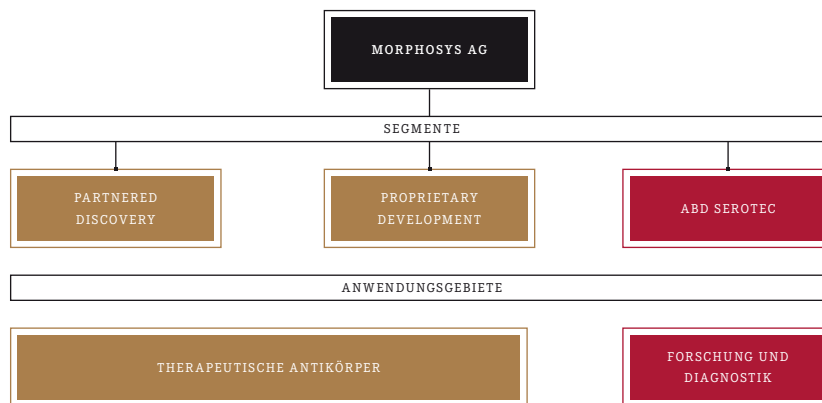 MORPHOSYS AG
SEGMENTE
PARTNERED
DISCOVERY
PROPRIETARY
DEVELOPMENT
ABD SEROTEC
ANWENDUNGSGEBIETE
THERAPEUTISCHE ANTIKÖRPER
FORSCHUNG UND
DIAGNOSTIK